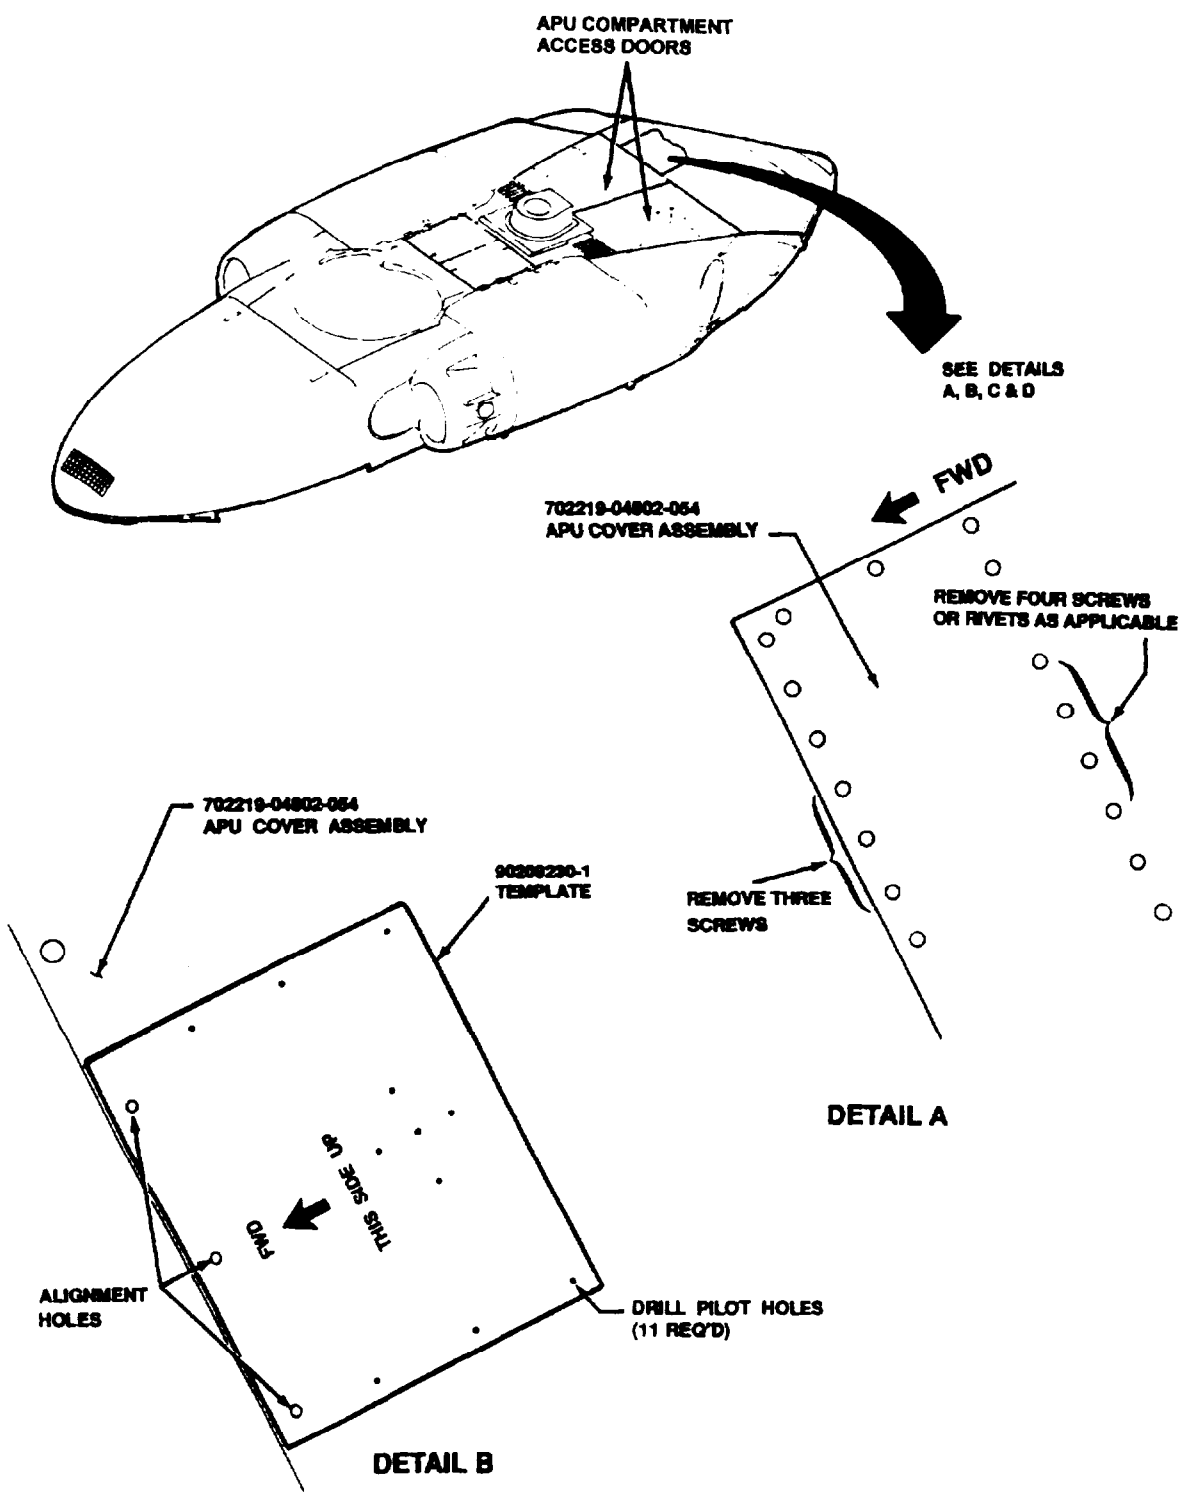 APU COMPARTMENT
ACCESS DOORS
SEE DETAILS
A, B, C & D
FWD
702219-04802-054
APU COVER ASSEMBLY
REMOVE FOUR SCREWS
OR RIVETS AS APPLICABLE
REMOVE THREE
SCREWS
DETAIL A
702219-04802-054
APU COVER ASSEMBLY
90209230-1
TEMPLATE
THIS SIDE UP
FWD
ALIGNMENT
HOLES
DRILL PILOT HOLES
(11 REQ'D)
DETAIL B